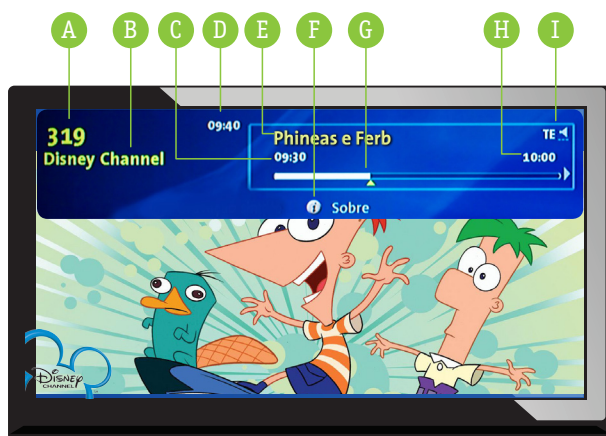 A B C D E F G H I
319
Disney Channel
09:40
Phineas e Ferb
TE
09:30
10:00
i Sobre
DISNEY
CHANNEL